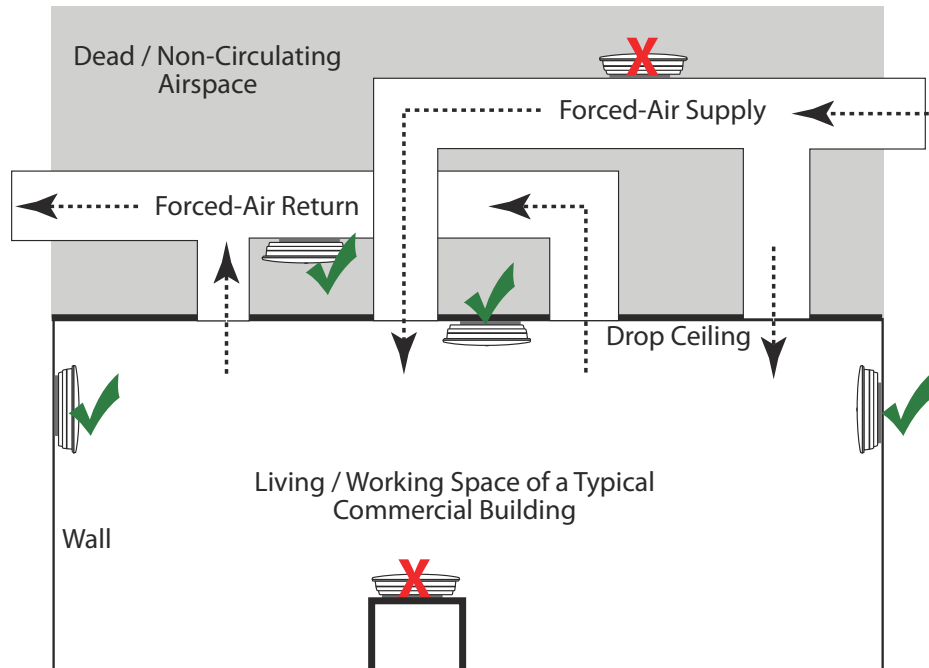 Dead / Non-Circulating
Airspace
X
Forced-Air Supply
Forced-Air Return
Drop Ceiling
Living / Working Space of a Typical
Commercial Building
Wall
X